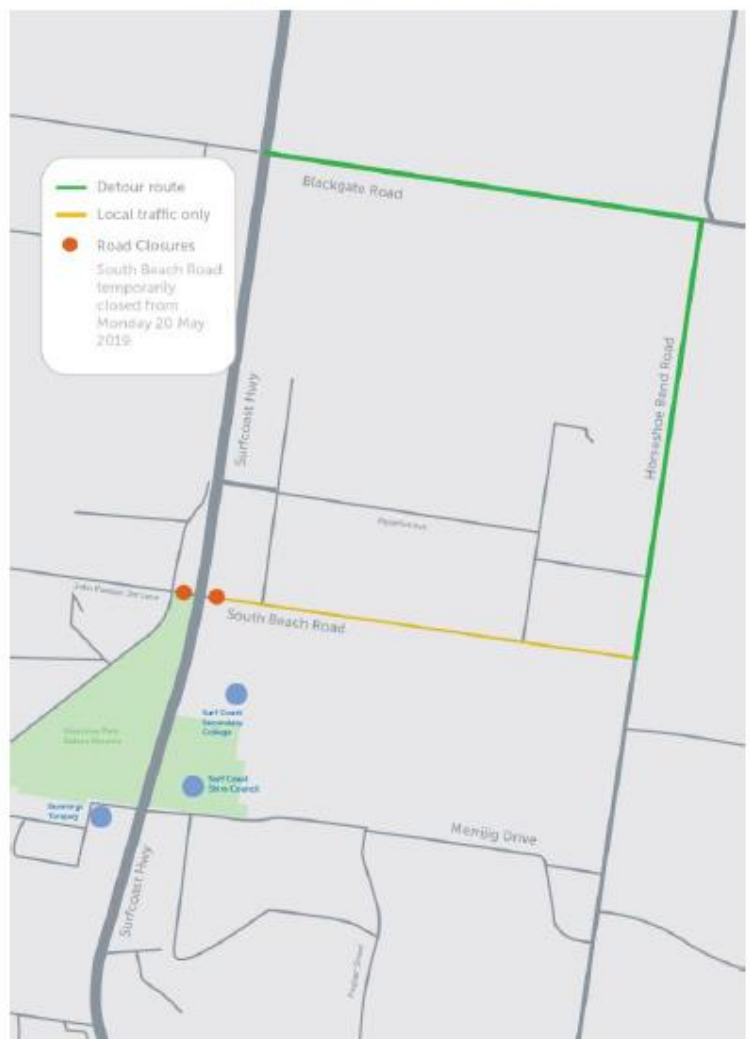 Blackgate Road
Detour route
Local traffic only
Road Closures
South Beach Road
temporarily
closed from
Monday 20 May
2019
Horseshoe Bend Road
Surfcoast Hwy
South Beach Road
Surf Coast
Secondary
College
Surf Coast
Shire Council
Merrijig Drive
Surfcoast Hwy